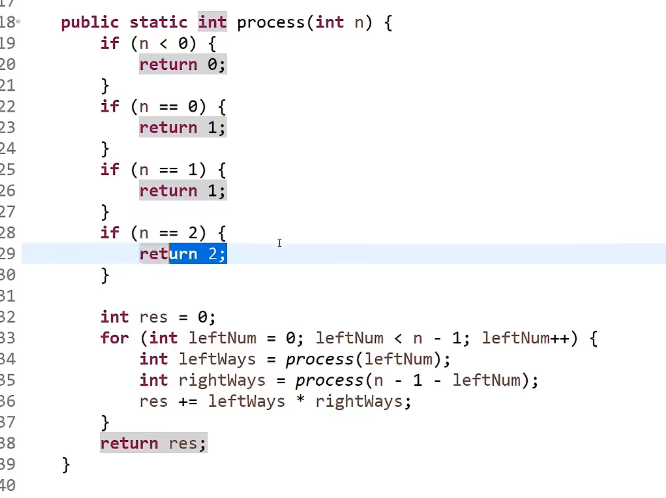 17
18 public static int process(int n) {
19 if (n < 0) {
20 return 0;
21 }
22 if (n == 0) {
23 return 1;
24 }
25 if (n == 1) {
26 return 1;
27 }
28 if (n == 2) {
29 return 2;
30 }
31
32 int res = 0;
33 for (int leftNum = 0; leftNum < n - 1; leftNum++) {
34 int leftWays = process(leftNum);
35 int rightWays = process(n - 1 - leftNum);
36 res += leftWays * rightWays;
37 }
38 return res;
39 }
40